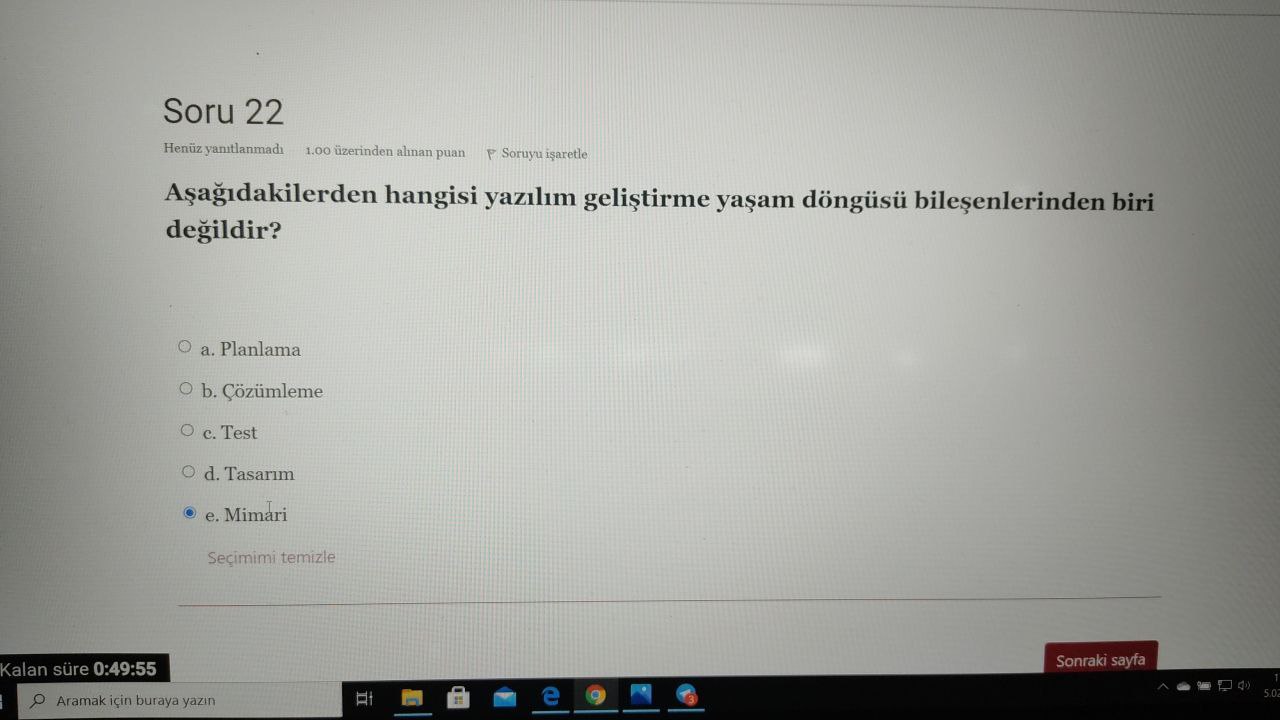 Soru 22
Henüz yanıtlanmadı 1.00 üzerinden alınan puan Soruyu işaretle
Aşağıdakilerden hangisi yazılım geliştirme yaşam döngüsü bileşenlerinden biri
değildir?
a. Planlama
b. Çözümleme
c. Test
d. Tasarım
e. Mimari
Seçimimi temizle
Sonraki sayfa
Kalan süre 0:49:55
Aramak için buraya yazın
3